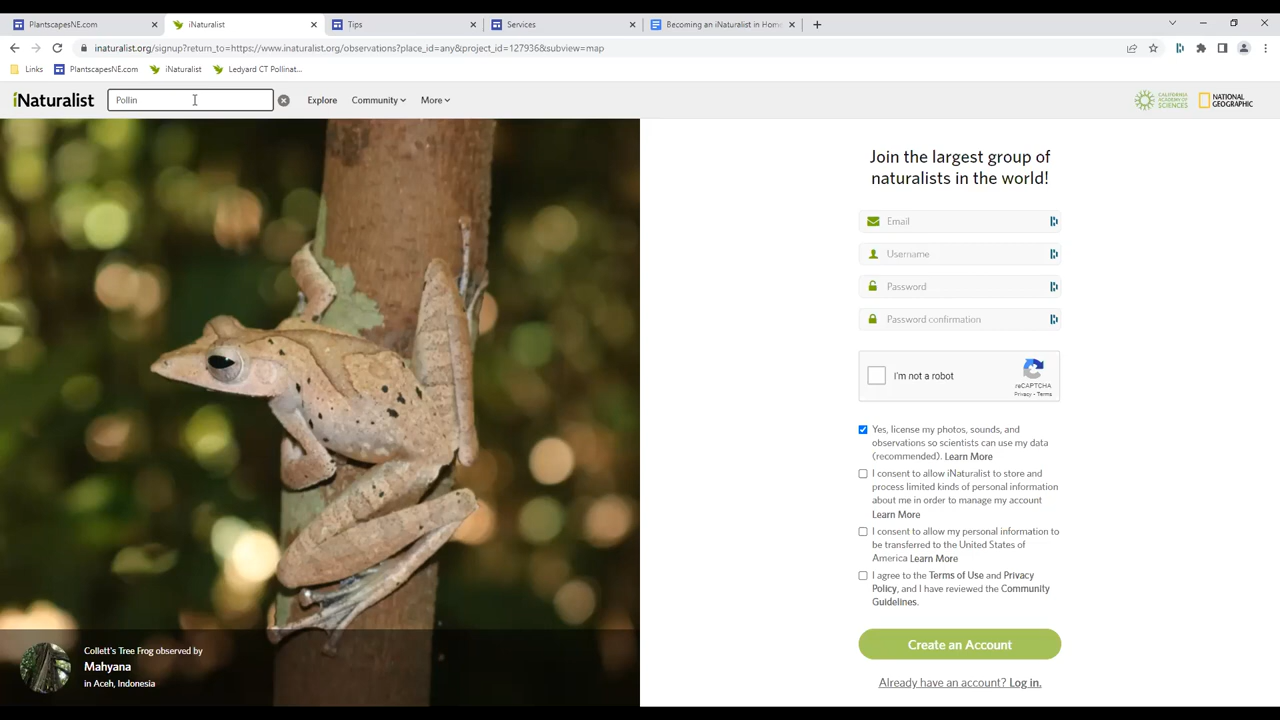 PlantscapesNE.com
iNaturalist
Tips
Services
Becoming an iNaturalist in Hom
inaturalist.org/signup?return_to=https://www.inaturalist.org/observations?place_id=any&project_id=127936&subview=map
Links
PlantscapesNE.com
iNaturalist
Ledyard CT Pollinat...
iNaturalist
Pollin
Explore
Community
More
CALIFORNIA
ACADEMY OF
SCIENCES
NATIONAL
GEOGRAPHIC
Join the largest group of
naturalists in the world!
Email
Username
Password
Password confirmation
I'm not a robot
reCAPTCHA
Privacy - Terms
Yes, license my photos, sounds, and
observations so scientists can use my data
(recommended). Learn More
I consent to allow iNaturalist to store and
process limited kinds of personal information
about me in order to manage my account
Learn More
I consent to allow my personal information to
be transferred to the United States of
America Learn More
I agree to the Terms of Use and Privacy
Policy, and I have reviewed the Community
Guidelines.
Create an Account
Already have an account? Log in.
Collett's Tree Frog observed by
Mahyana
in Aceh, Indonesia